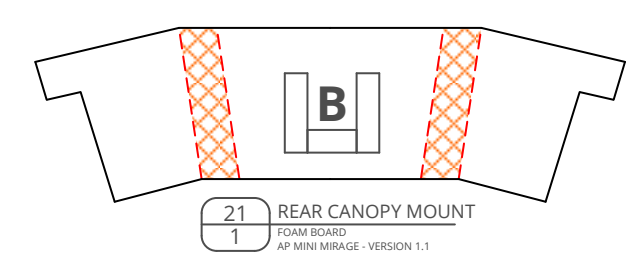 B
21 REAR CANOPY MOUNT
1 FOAM BOARD
AP MINI MIRAGE - VERSION 1.1